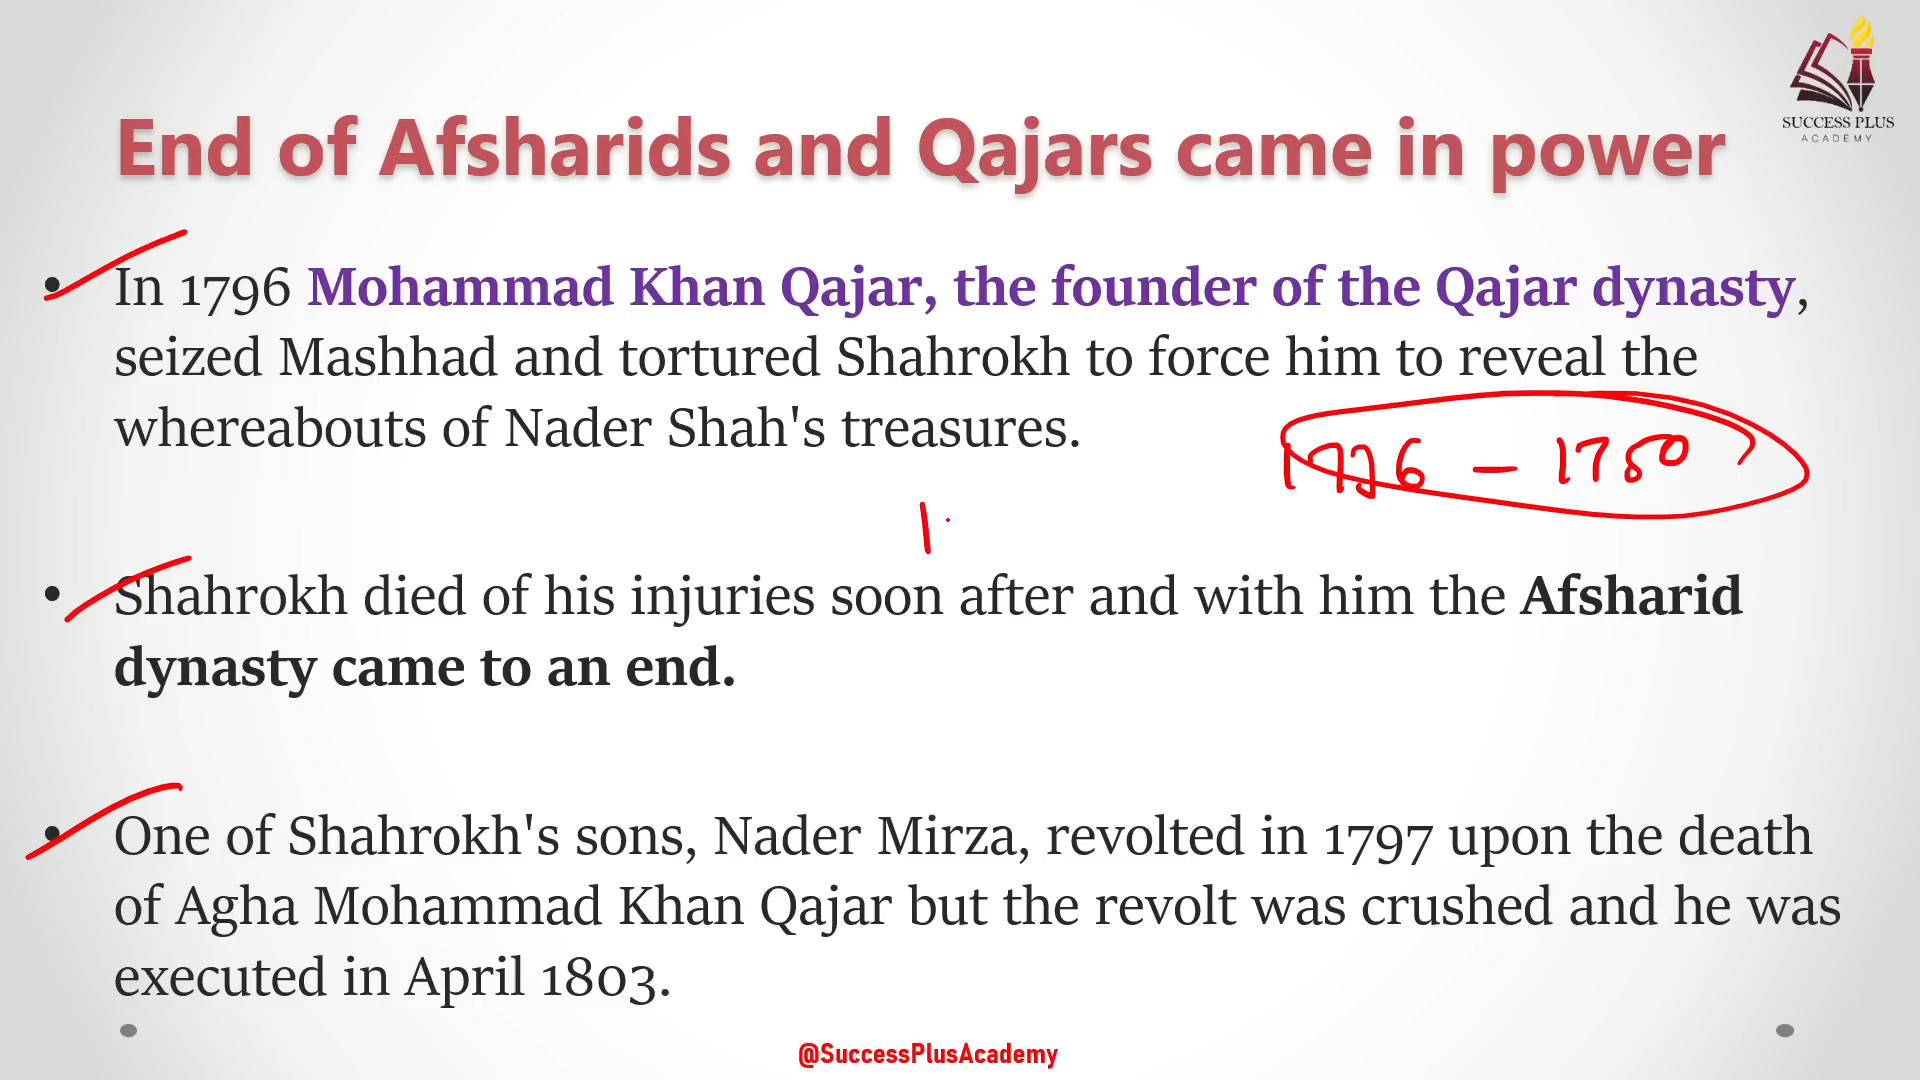 SUCCESS PLUS
ACADEMY
End of Afsharids and Qajars came in power
• In 1796 Mohammad Khan Qajar, the founder of the Qajar dynasty,
seized Mashhad and tortured Shahrokh to force him to reveal the
whereabouts of Nader Shah's treasures.
1796 – 1750
• Shahrokh died of his injuries soon after and with him the Afsharid
dynasty came to an end.
• One of Shahrokh's sons, Nader Mirza, revolted in 1797 upon the death
of Agha Mohammad Khan Qajar but the revolt was crushed and he was
executed in April 1803.
@SuccessPlusAcademy